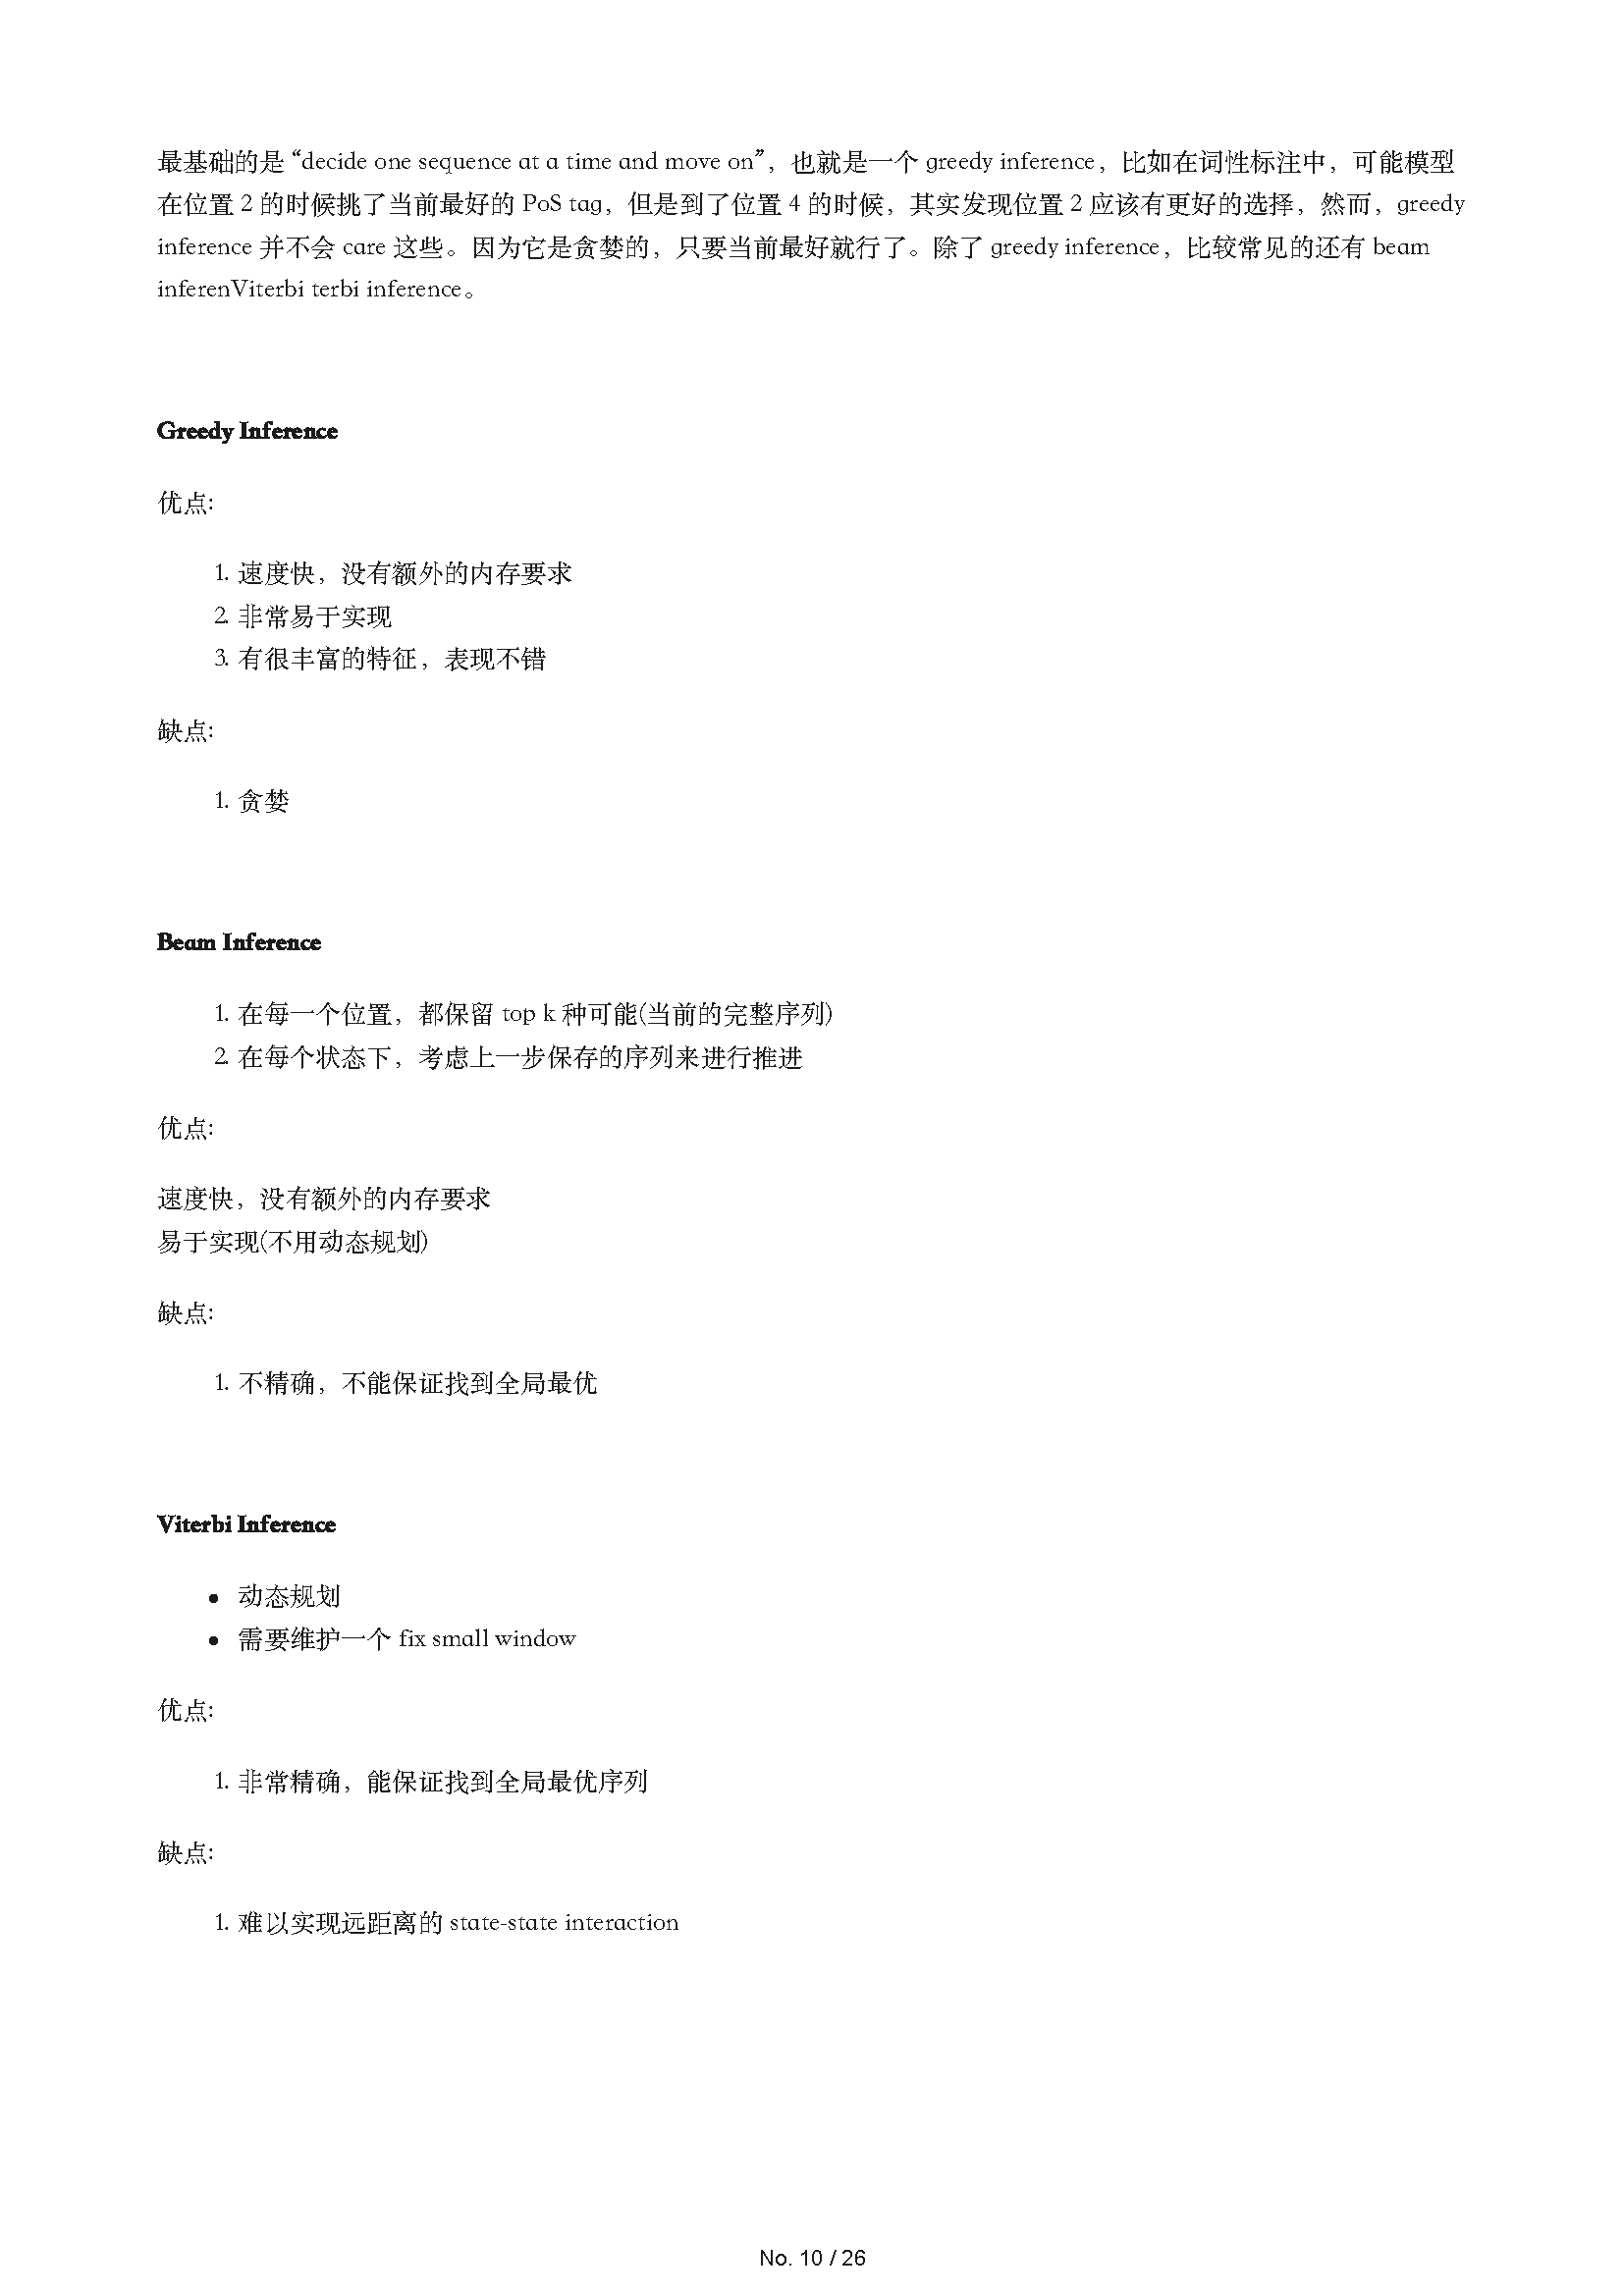 最基础的是 “decide one sequence at a time and move on”，也就是一个 greedy inference，比如在词性标注中，可能模型
在位置 2 的时候挑了当前最好的 PoS tag，但是到了位置 4 的时候，其实发现位置 2 应该有更好的选择，然而，greedy
inference 并不会 care 这些。因为它是贪婪的，只要当前最好就行了。除了 greedy inference，比较常见的还有 beam
inferenViterbi terbi inference。
Greedy Inference
优点:
1. 速度快，没有额外的内存要求
2. 非常易于实现
3. 有很丰富的特征，表现不错
缺点:
1. 贪婪
Beam Inference
1. 在每一个位置，都保留 top k 种可能(当前的完整序列)
2. 在每个状态下，考虑上一步保存的序列来进行推进
优点:
速度快，没有额外的内存要求
易于实现(不用动态规划)
缺点:
1. 不精确，不能保证找到全局最优
Viterbi Inference
• 动态规划
• 需要维护一个 fix small window
优点:
1. 非常精确，能保证找到全局最优序列
缺点:
1. 难以实现远距离的 state-state interaction
No. 10 / 26